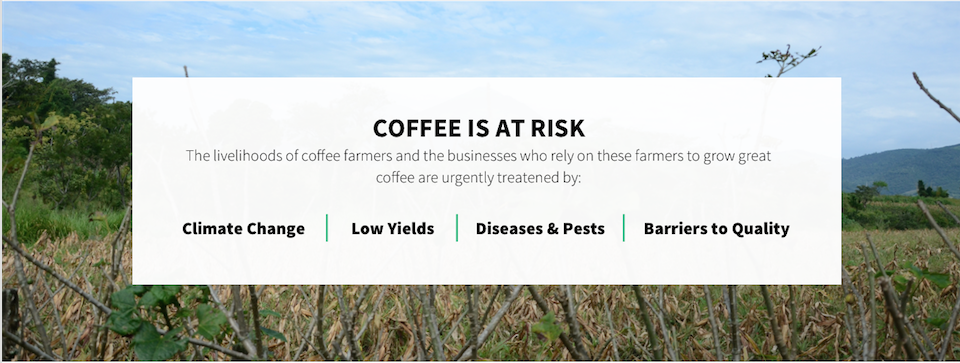 COFFEE IS AT RISK
The livelihoods of coffee farmers and the businesses who rely on these farmers to grow great
coffee are urgently treatened by:
Climate Change
Low Yields
Diseases & Pests
Barriers to Quality